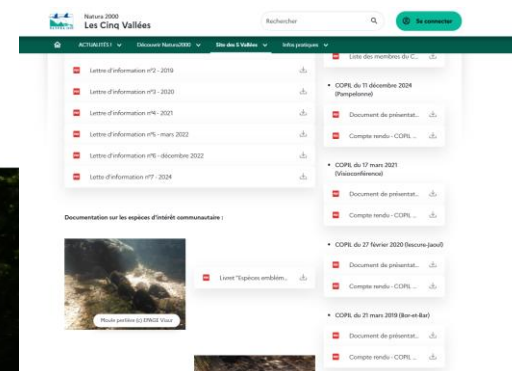 Natura 2000
Les Cinq Vallées
Rechercher
Se connecter
ACTUALITÉS !
Découvrir Natura2000
Site des 5 Vallées
Infos pratiques
Lettre d'information n°2 - 2019
Lettre d'information n°3 - 2020
Lettre d'information n°4 - 2021
Lettre d'information n°5 - mars 2022
Lettre d'information n°6 - décembre 2022
Lettre d'information n°7 - 2024
Documentation sur les espèces d'intérêt communautaire :
Moule perlière (c) EPAGE Viaur
Livret "Espèces emblém...
Liste des membres du C...
• COPIL du 11 décembre 2024
(Pampelonne)
Document de présentat...
Compte rendu - COPIL ...
• COPIL du 17 mars 2021
(Visioconférence)
Document de présentat...
Compte rendu - COPIL ...
• COPIL du 27 février 2020 (lescure-jaoul)
Document de présentat...
Compte rendu - COPIL ...
• COPIL du 21 mars 2019 (Bor-et-Bar)
Document de présentat...
Compte rendu - COPIL ...